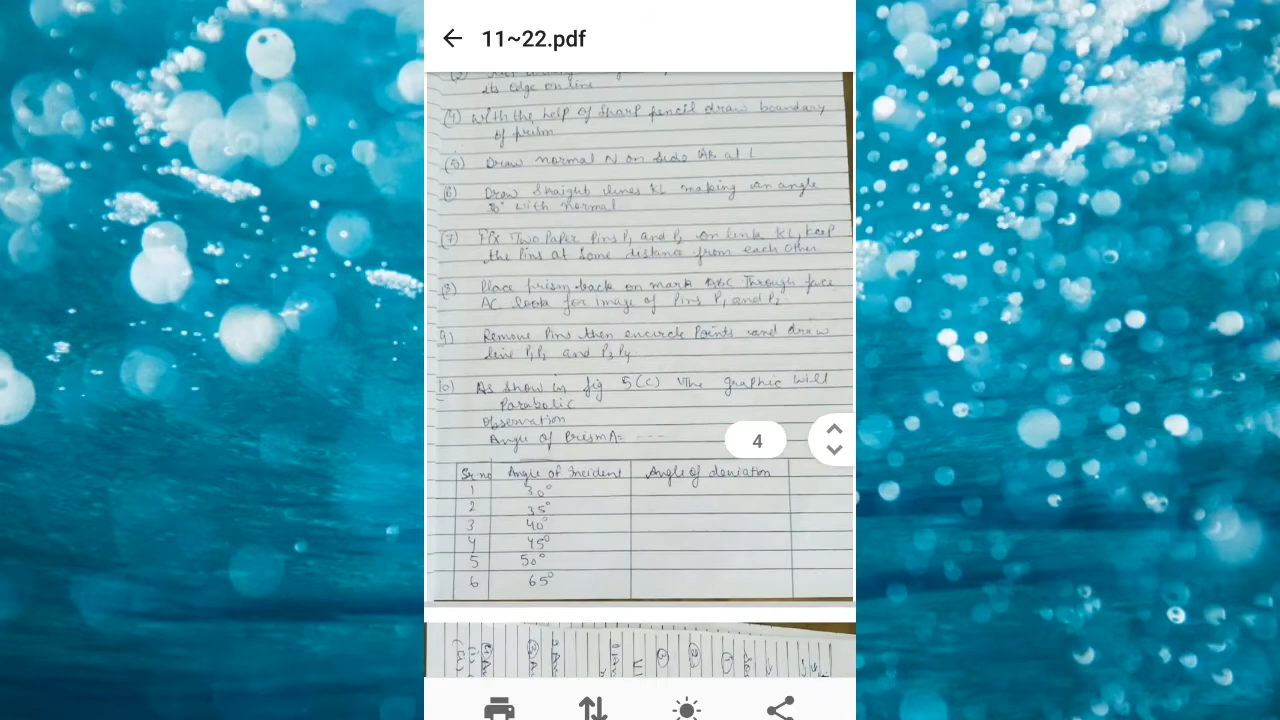 11~22.pdf
its edge on line
(4) with the help of sharp pencil draw boundary
of prism
(5) Draw normal N on side AB at L
(6) Draw straight lines KL making an angle
with normal
(7) Fix Two Paper Pins P1 and P2 on link KL, keep
the Pins at some distance from each other
(8) Place prism back on mark ABC Through face
AC look for image of Pins P1 and P2
9) Remove Pins then encircle Points and draw
line P1P2 and P3P4
10) As show in fig 5(c) the graphic will
Parabolic
observation
Angle of Prism A= ---
4
Sr no Angle of Incident Angle of deviation
1 30°
2 35°
3 40°
4 45°
5 50°
6 65°